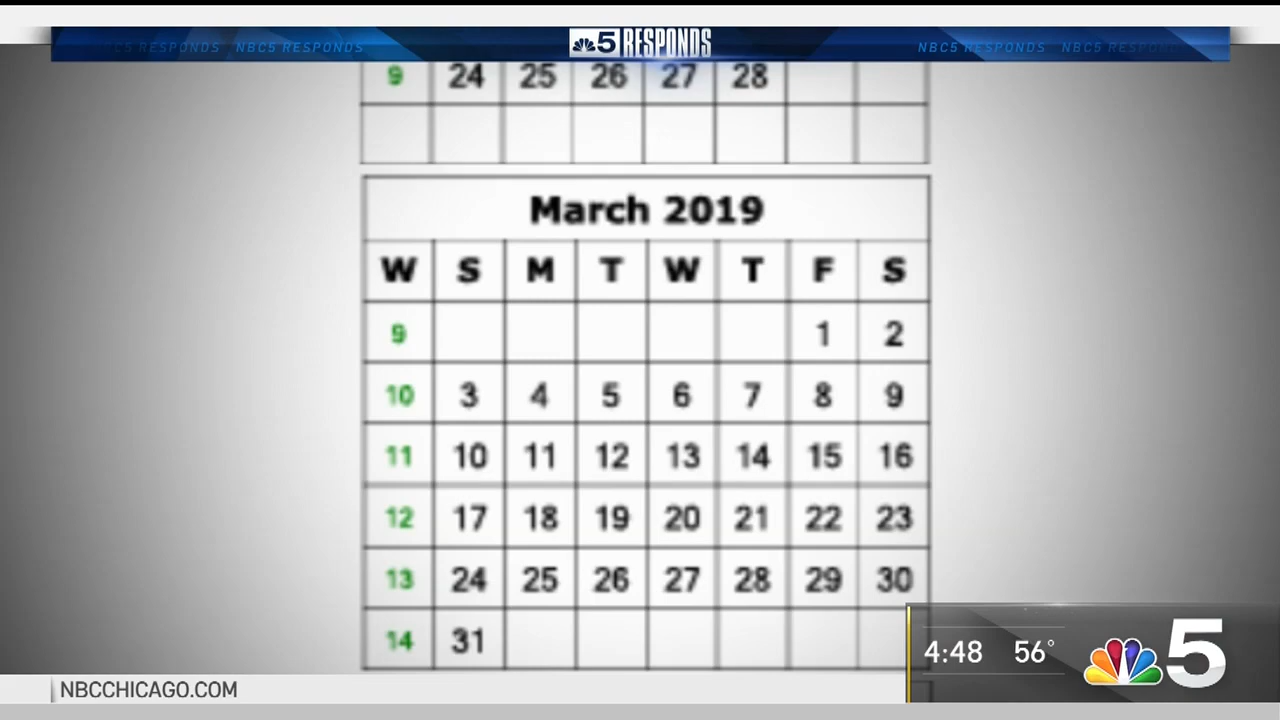 NBC5 RESPONDS NBC5 RESPONDS 5 RESPONDS NBC5 RESPONDS NBC5
9 24 25 26 27 28
March 2019
W S M T W T F S
9 1 2
10 3 4 5 6 7 8 9
11 10 11 12 13 14 15 16
12 17 18 19 20 21 22 23
13 24 25 26 27 28 29 30
14 31
4:48 56° 5
NBCCHICAGO.COM